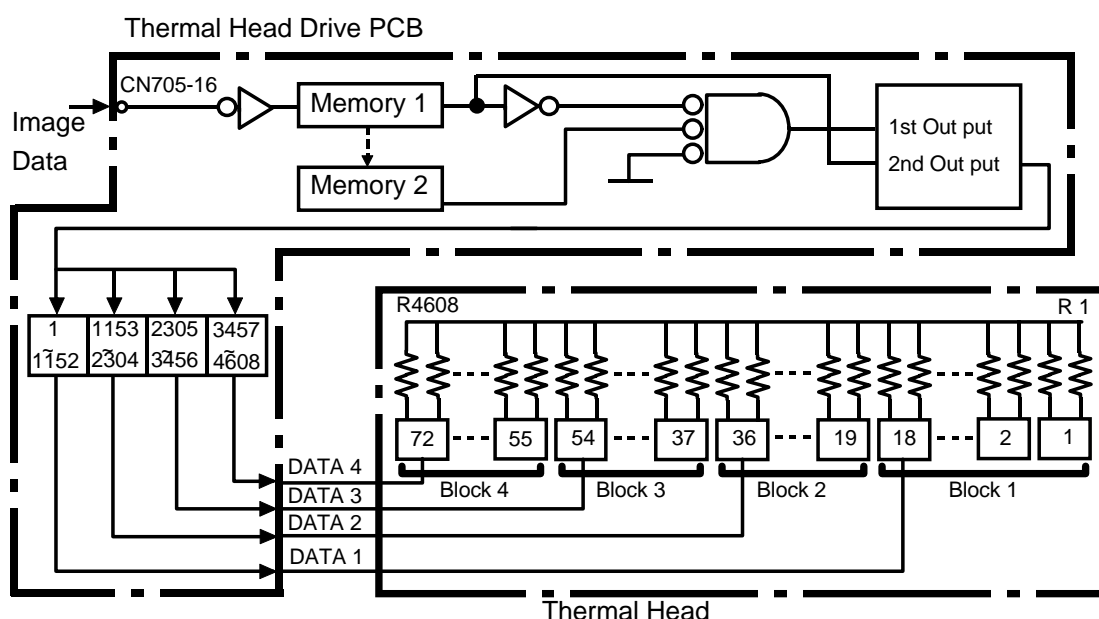 Thermal Head Drive PCB
CN705-16
Image
Data
Memory 1
Memory 2
1st Out put
2nd Out put
1
~
1152
1153
~
2304
2305
~
3456
3457
~
4608
R4608
R 1
72
55
54
37
36
19
18
2
1
Block 4
Block 3
Block 2
Block 1
DATA 4
DATA 3
DATA 2
DATA 1
Thermal Head